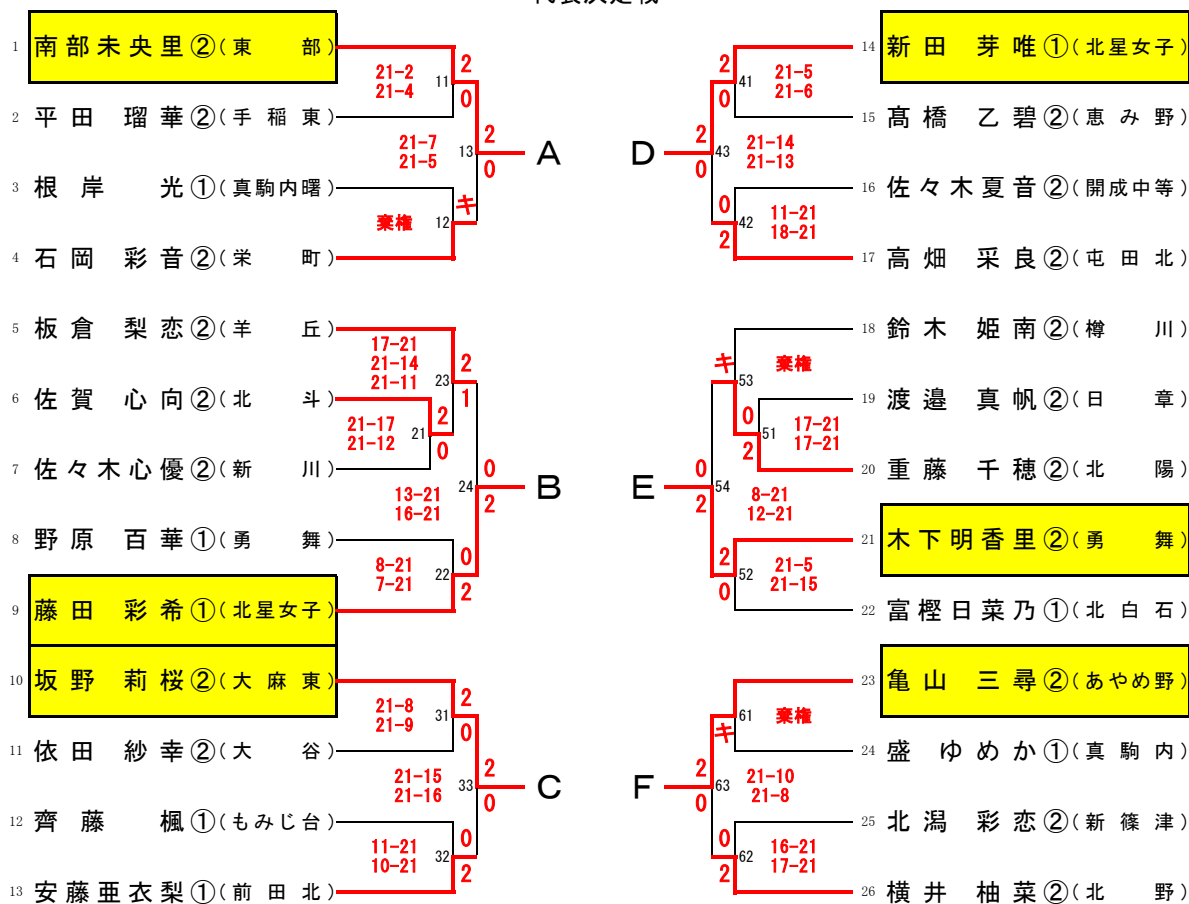 1 南部未央里②(東 部)
2 平田 瑠華②(手稲東)
3 根岸 光①(真駒内曙)
4 石岡 彩音②(栄 町)
21-2
21-4
11
2
0
21-7
21-5
13
2
0
A
棄権
12
キ
5 板倉 梨恋②(羊 丘)
6 佐賀 心向②(北 斗)
7 佐々木心優②(新 川)
8 野原 百華①(勇 舞)
9 藤田 彩希①(北星女子)
17-21
21-14
21-11
23
2
1
21-17
21-12
21
2
0
13-21
16-21
24
0
2
B
8-21
7-21
22
0
2
10 坂野 莉桜②(大麻東)
11 依田 紗幸②(大 谷)
12 齊藤 楓①(もみじ台)
13 安藤亜衣梨①(前田北)
21-8
21-9
31
2
0
21-15
21-16
33
2
0
C
11-21
10-21
32
0
2
14 新田 芽唯①(北星女子)
15 髙橋 乙碧②(恵み野)
16 佐々木夏音②(開成中等)
17 高畑 采良②(屯田北)
2
0
41
21-5
21-6
D
2
0
43
21-14
21-13
0
2
42
11-21
18-21
18 鈴木 姫南②(樽 川)
19 渡邉 真帆②(日 章)
20 重藤 千穂②(北 陽)
21 木下明香里②(勇 舞)
22 富樫日菜乃①(北白石)
キ
53
棄権
0
2
51
17-21
17-21
E
0
2
54
8-21
12-21
2
0
52
21-5
21-15
23 亀山 三尋②(あやめ野)
24 盛 ゆめか①(真駒内)
25 北潟 彩恋②(新篠津)
26 横井 柚菜②(北 野)
キ
61
棄権
F
2
0
63
21-10
21-8
0
2
62
16-21
17-21